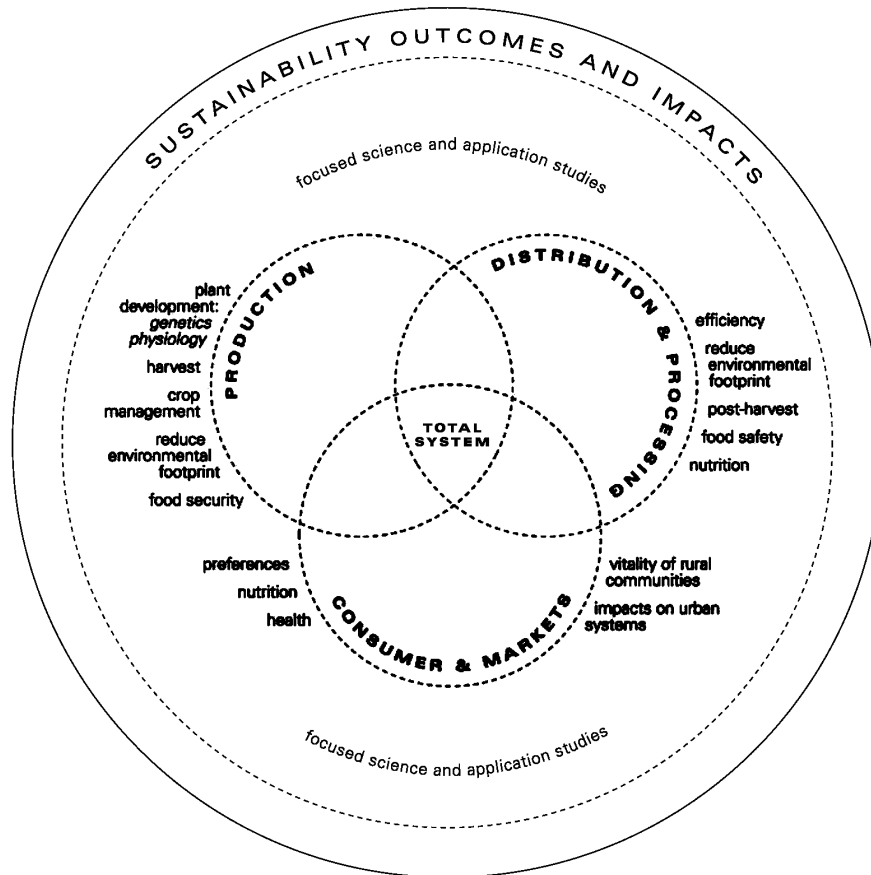 SUSTAINABILITY OUTCOMES AND IMPACTS
focused science and application studies
PRODUCTION
plant
development:
genetics
physiology
harvest
crop
management
reduce
environmental
footprint
food security
DISTRIBUTION & PROCESSING
efficiency
reduce
environmental
footprint
post-harvest
food safety
nutrition
TOTAL
SYSTEM
preferences
nutrition
health
CONSUMER & MARKETS
vitality of rural
communities
impacts on urban
systems
focused science and application studies